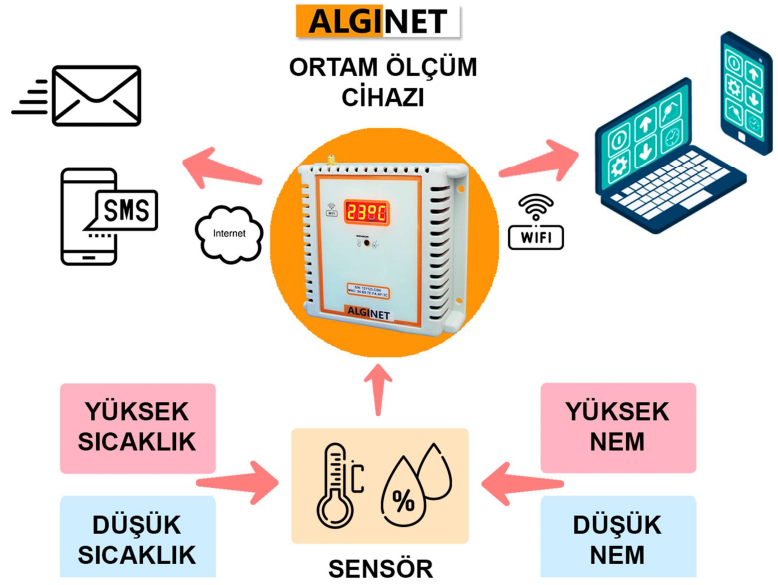 ALGINET
ORTAM ÖLÇÜM
CİHAZI
SMS
Internet
WIFI
23°C
WIFI
ALGINET
YÜKSEK
SICAKLIK
YÜKSEK
NEM
°C
%
DÜŞÜK
SICAKLIK
DÜŞÜK
NEM
SENSÖR